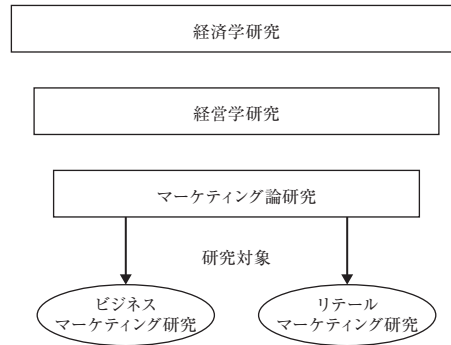 経済学研究
経営学研究
マーケティング論研究
研究対象
ビジネス
マーケティング研究
リテール
マーケティング研究